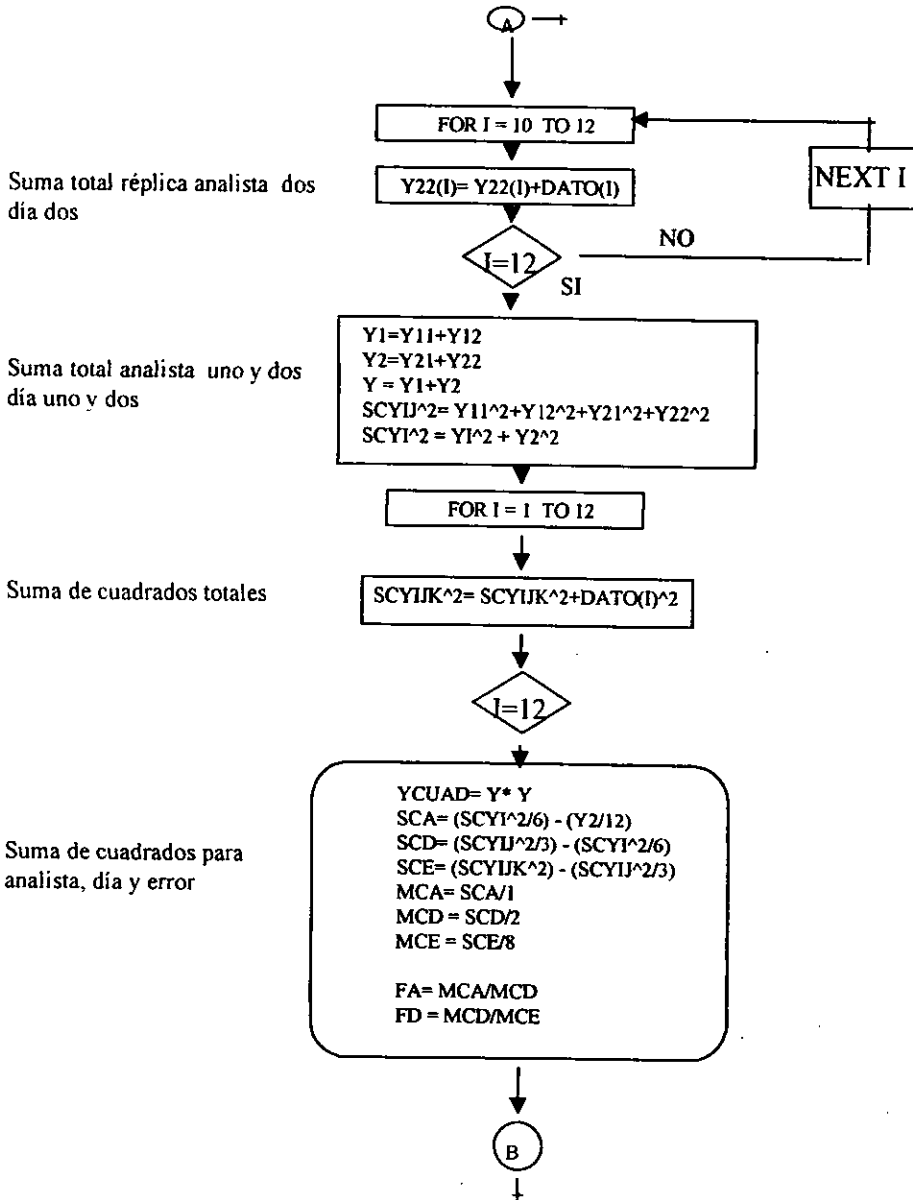 A
FOR I = 10 TO 12
Suma total réplica analista dos
día dos
Y22(I)= Y22(I)+DATO(I)
NEXT I
I=12
NO
SI
Suma total analista uno y dos
día uno y dos
Y1=Y11+Y12
Y2=Y21+Y22
Y = Y1+Y2
SCYIJ^2= Y11^2+Y12^2+Y21^2+Y22^2
SCYI^2 = YI^2 + Y2^2
FOR I = 1 TO 12
Suma de cuadrados totales
SCYIJK^2= SCYIJK^2+DATO(I)^2
I=12
Suma de cuadrados para
analista, día y error
YCUAD= Y* Y
SCA= (SCYI^2/6) - (Y2/12)
SCD= (SCYIJ^2/3) - (SCYI^2/6)
SCE= (SCYIJK^2) - (SCYIJ^2/3)
MCA= SCA/1
MCD = SCD/2
MCE = SCE/8
FA= MCA/MCD
FD = MCD/MCE
B